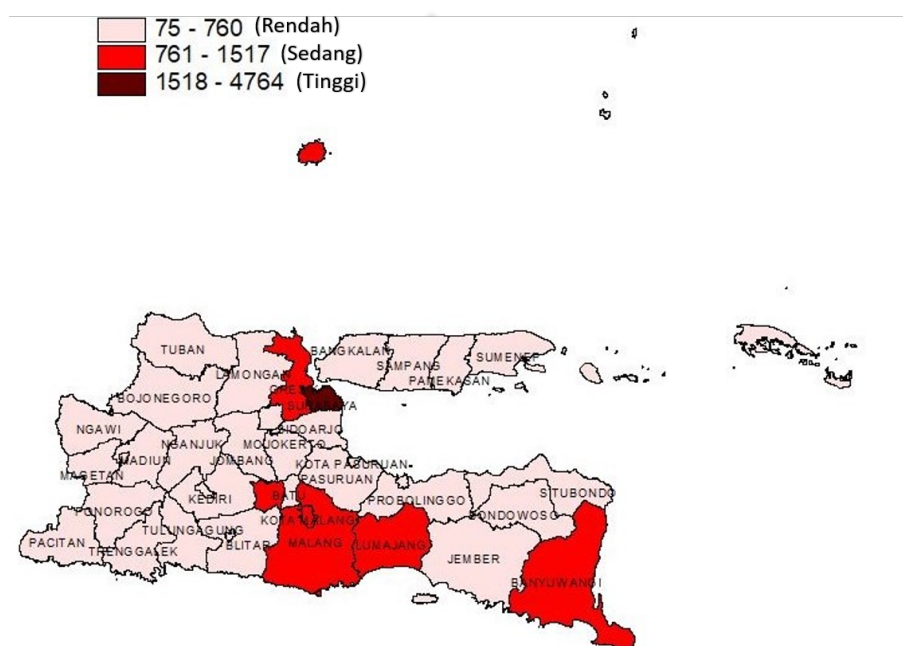 75 - 760 (Rendah)
761 - 1517 (Sedang)
1518 - 4764 (Tinggi)
TUBAN
BANGKALAN
SUMENEP
SAMPANG
LAMONGAN
PAMEKASAN
BOJONEGORO
SURABAYA
NGAWI
SIDOARJO
NGANJUK
MOJOKERTO
MADIUN
JOMBANG
KOTA PASURUAN
MAGETAN
PASURUAN
KEDIRI
BATU
PROBOLINGGO
SITUBONDO
PONOROGO
BONDOWOSO
KOTA MALANG
TULUNGAGUNG
PACITAN
TRENGGALEK
BLITAR
MALANG
LUMAJANG
JEMBER
BANYUWANGI